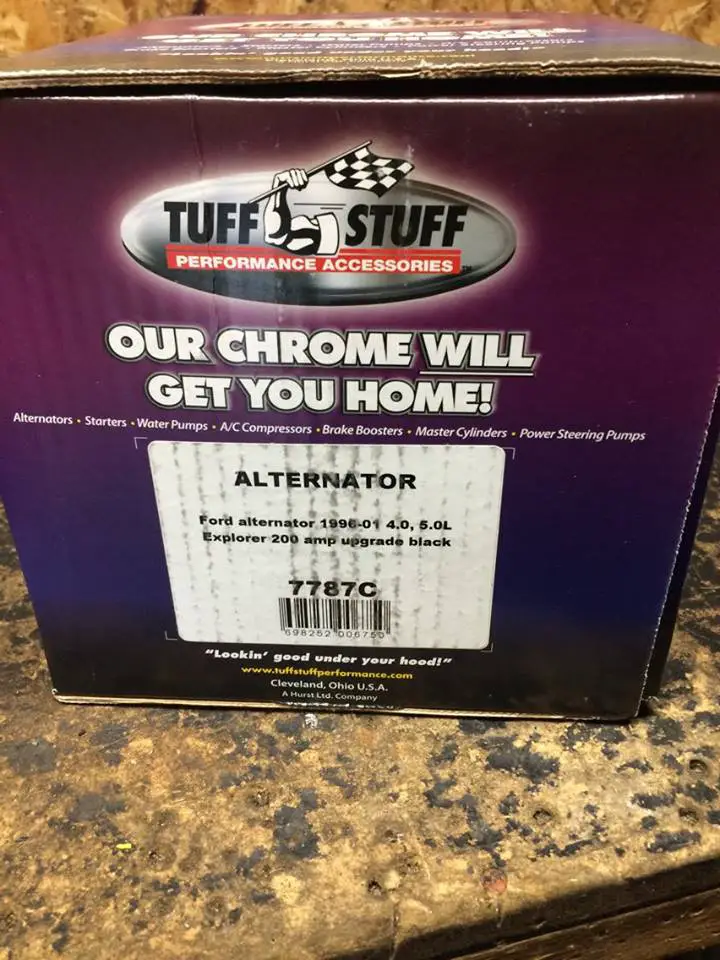 TUFF STUFF
PERFORMANCE ACCESSORIES
TM
OUR CHROME WILL
GET YOU HOME!
Alternators • Starters • Water Pumps • A/C Compressors • Brake Boosters • Master Cylinders • Power Steering Pumps
ALTERNATOR
Ford alternator 1996-01 4.0, 5.0L
Explorer 200 amp upgrade black
7787C
698252 006750
"Lookin' good under your hood!"
www.tuffstuffperformance.com
Cleveland, Ohio U.S.A.
A Hurst Ltd. Company